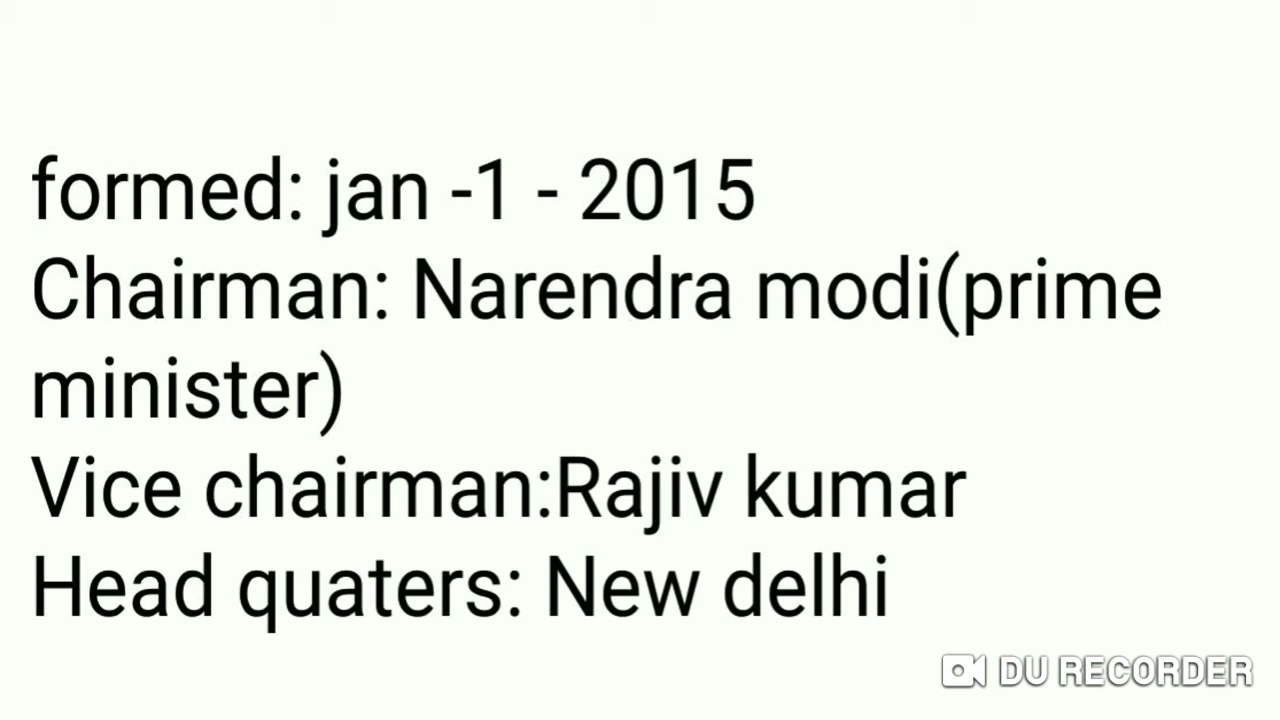 formed: jan -1 - 2015
Chairman: Narendra modi(prime
minister)
Vice chairman:Rajiv kumar
Head quaters: New delhi
DU RECORDER